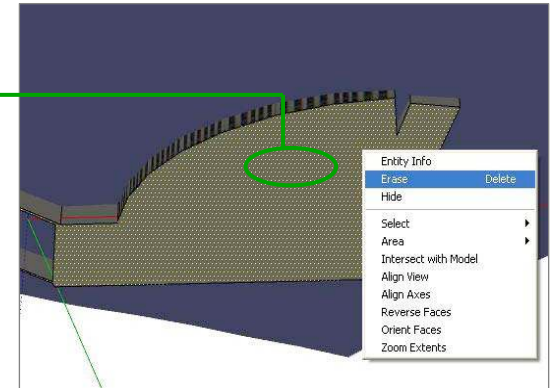 Entity Info
Erase Delete
Hide
Select
Area
Intersect with Model
Align View
Align Axes
Reverse Faces
Orient Faces
Zoom Extents